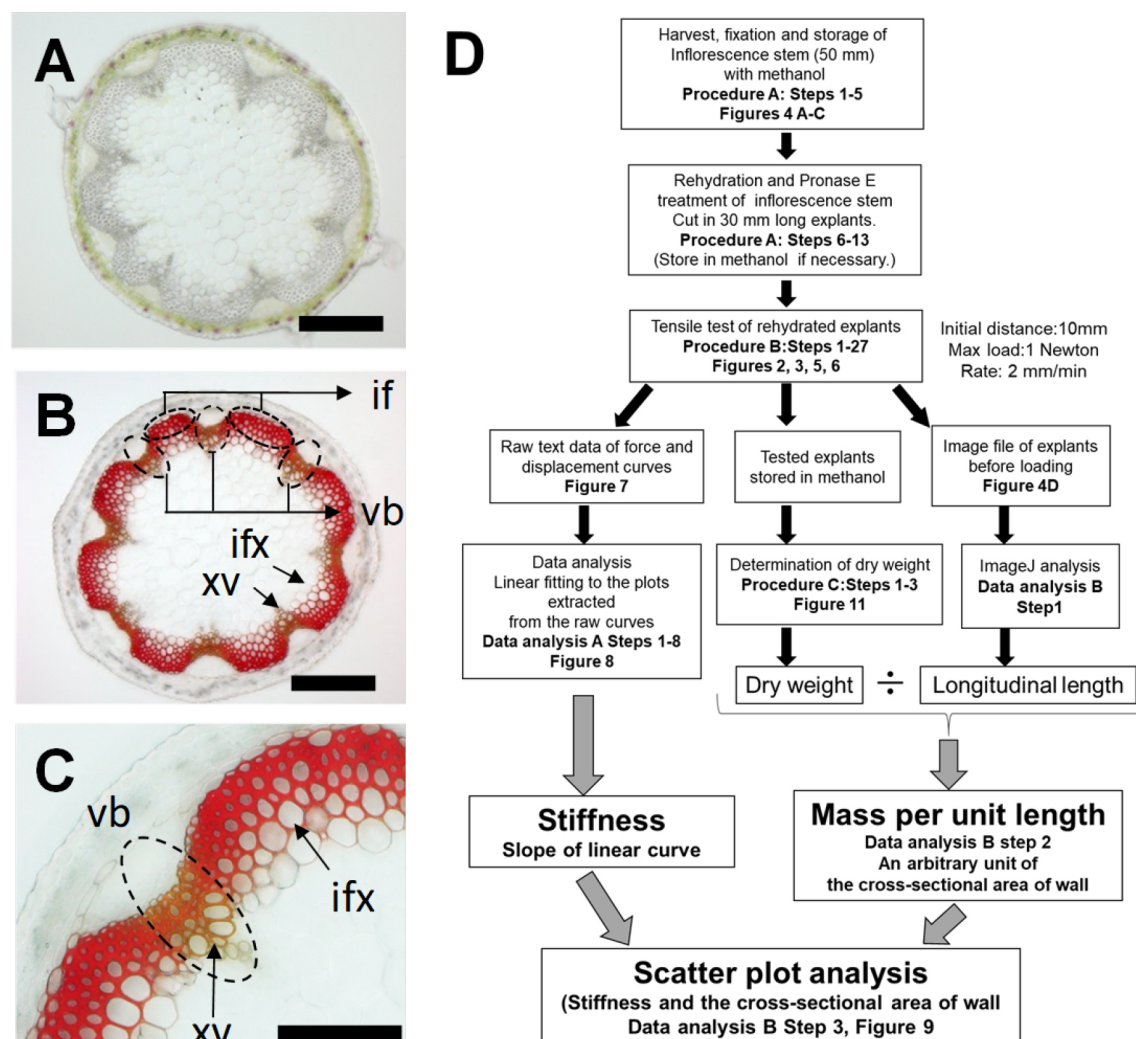 A
B
if
vb
ifx
xv
C
vb
ifx
xv
D
Harvest, fixation and storage of
Inflorescence stem (50 mm)
with methanol
Procedure A: Steps 1-5
Figures 4 A-C
Rehydration and Pronase E
treatment of inflorescence stem
Cut in 30 mm long explants.
Procedure A: Steps 6-13
(Store in methanol if necessary.)
Tensile test of rehydrated explants
Procedure B:Steps 1-27
Figures 2, 3, 5, 6
Initial distance:10mm
Max load:1 Newton
Rate: 2 mm/min
Raw text data of force and
displacement curves
Figure 7
Tested explants
stored in methanol
Image file of explants
before loading
Figure 4D
Data analysis
Linear fitting to the plots
extracted
from the raw curves
Data analysis A Steps 1-8
Figure 8
Determination of dry weight
Procedure C:Steps 1-3
Figure 11
ImageJ analysis
Data analysis B
Step1
Dry weight ÷ Longitudinal length
Stiffness
Slope of linear curve
Mass per unit length
Data analysis B step 2
An arbitrary unit of
the cross-sectional area of wall
Scatter plot analysis
(Stiffness and the cross-sectional area of wall
Data analysis B Step 3, Figure 9